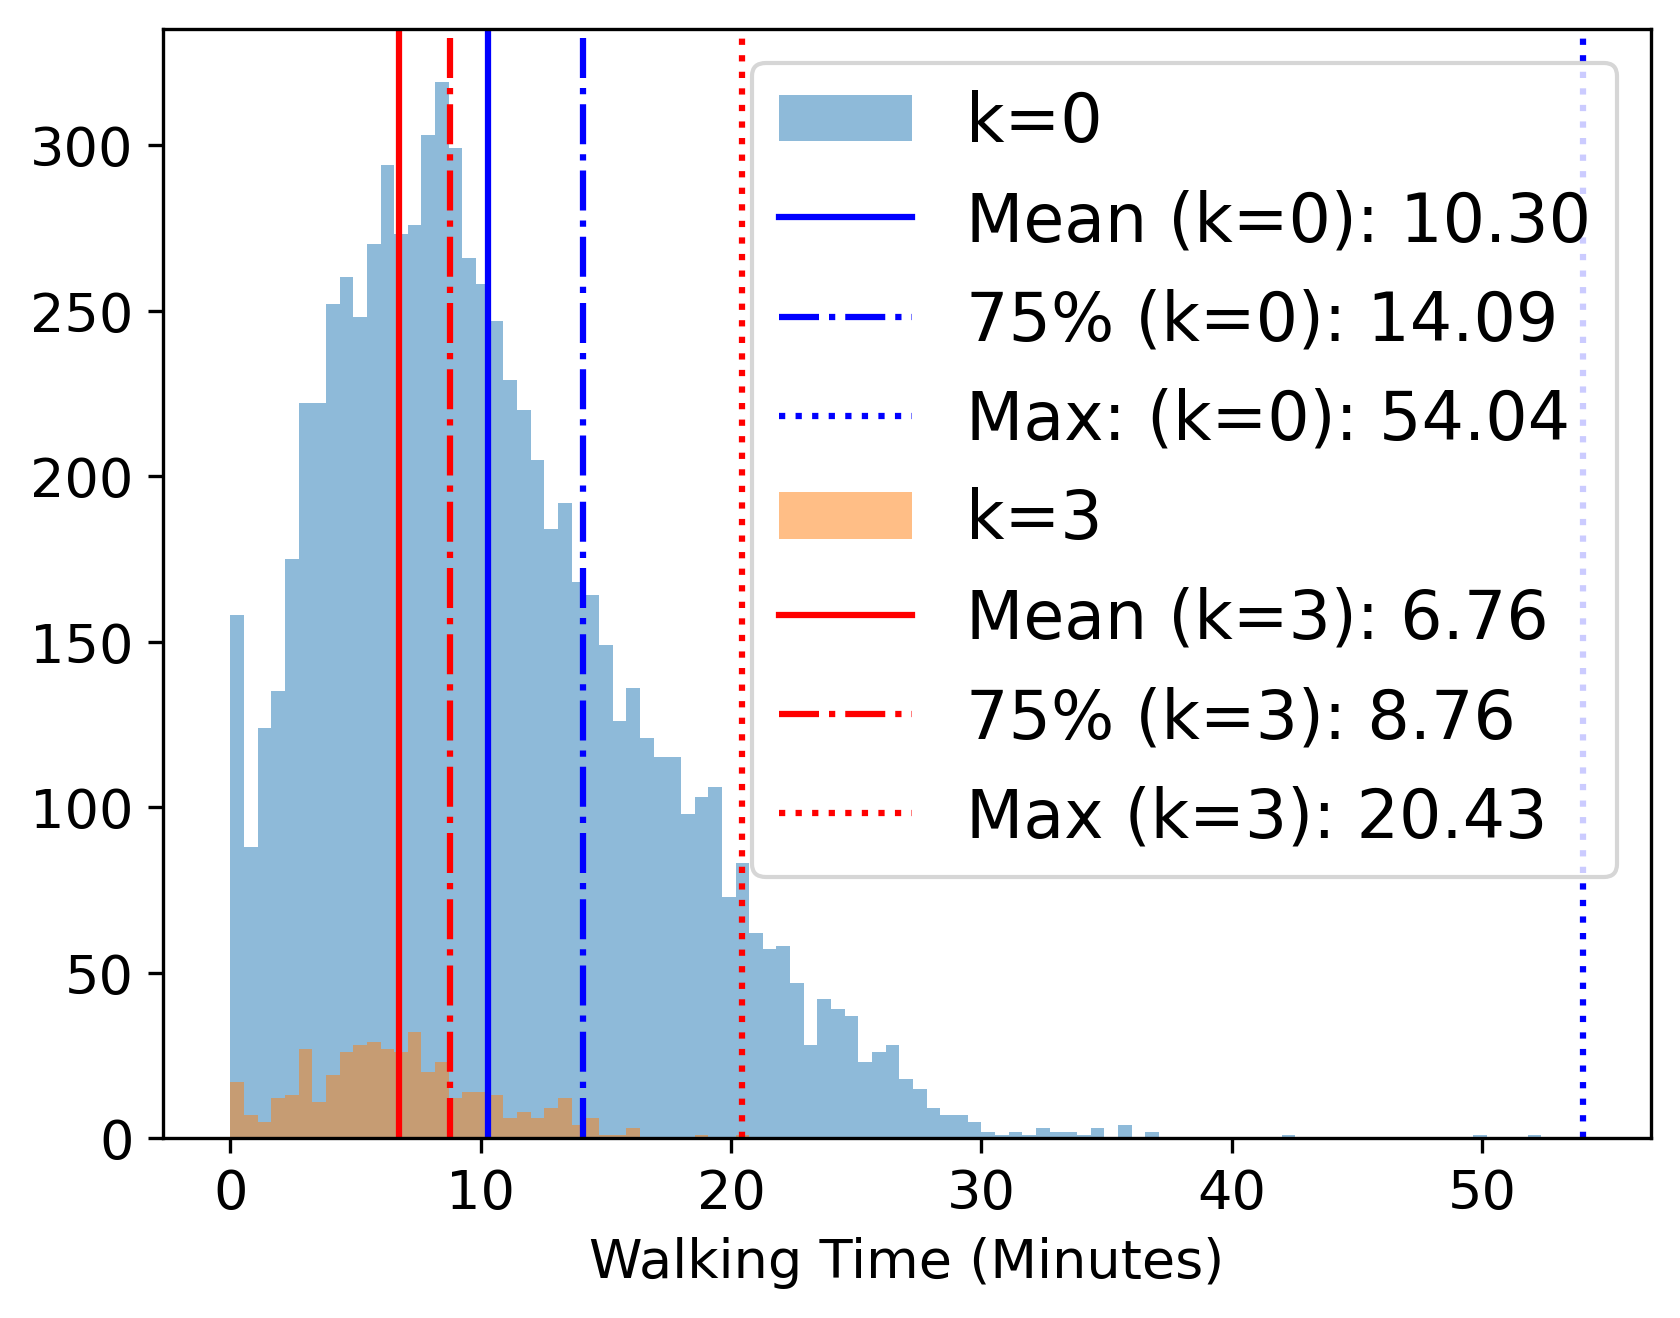 300
250
200
150
100
50
0
k=0
Mean (k=0): 10.30
75% (k=0): 14.09
Max: (k=0): 54.04
k=3
Mean (k=3): 6.76
75% (k=3): 8.76
Max (k=3): 20.43
0 10 20 30 40 50
Walking Time (Minutes)